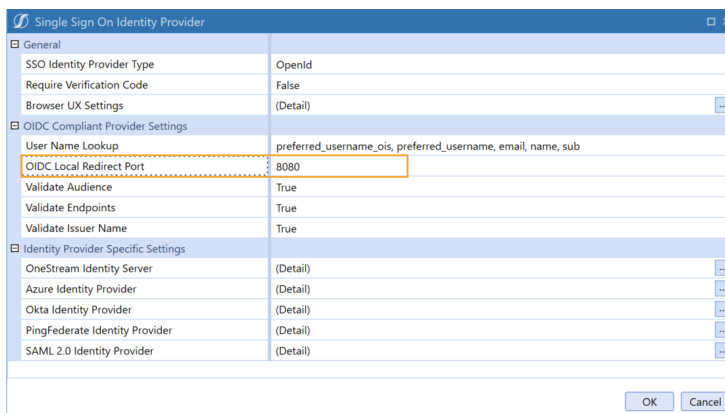 Single Sign On Identity Provider
General
SSO Identity Provider Type OpenId
Require Verification Code False
Browser UX Settings (Detail) ...
OIDC Compliant Provider Settings
User Name Lookup preferred_username_ois, preferred_username, email, name, sub
OIDC Local Redirect Port 8080
Validate Audience True
Validate Endpoints True
Validate Issuer Name True
Identity Provider Specific Settings
OneStream Identity Server (Detail) ...
Azure Identity Provider (Detail) ...
Okta Identity Provider (Detail) ...
PingFederate Identity Provider (Detail) ...
SAML 2.0 Identity Provider (Detail) ...
OK Cancel